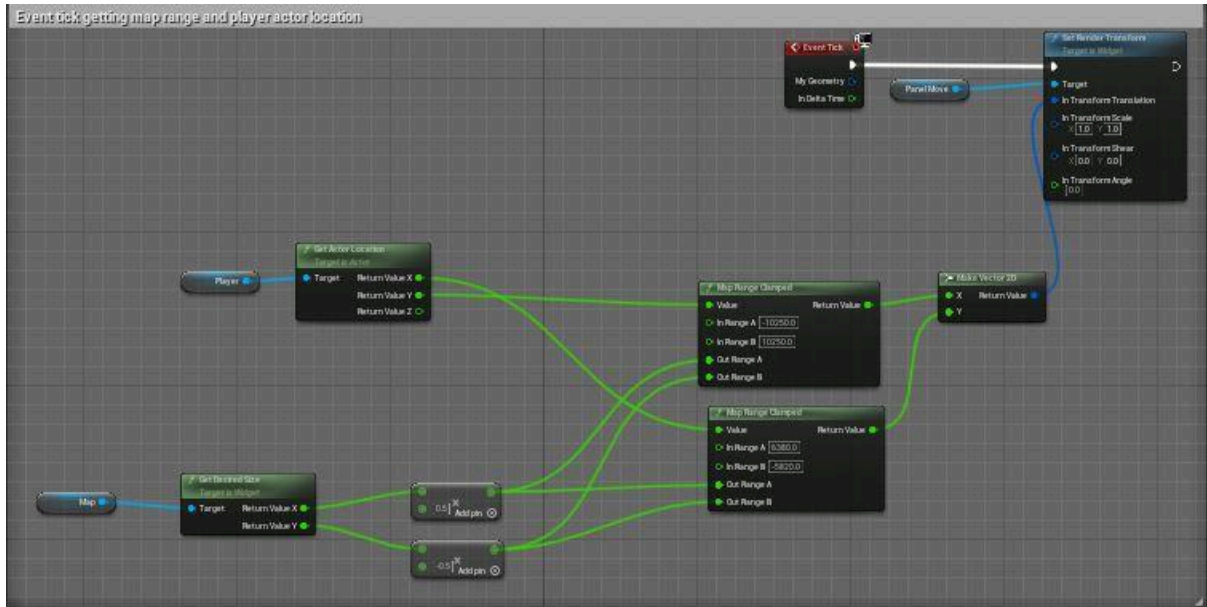 Event tick getting map range and player actor location
Event Tick
My Geometry
In Delta Time
Panel Move
Set Render Transform
Target is Widget
Target
In Transform Translation
In Transform Scale
X 1.0 Y 1.0
In Transform Shear
X 0.0 Y 0.0
In Transform Angle
0.0
Player
Get Actor Location
Target is Actor
Target Return Value X
Return Value Y
Return Value Z
Map Range Clamped
Value Return Value
In Range A -10250.0
In Range B 10250.0
Out Range A
Out Range B
Make Vector 2D
X Return Value
Y
Map Range Clamped
Value Return Value
In Range A 6380.0
In Range B -5820.0
Out Range A
Out Range B
Map
Get Desired Size
Target is Widget
Target Return Value X
Return Value Y
0.5 Add pin
-0.5 Add pin